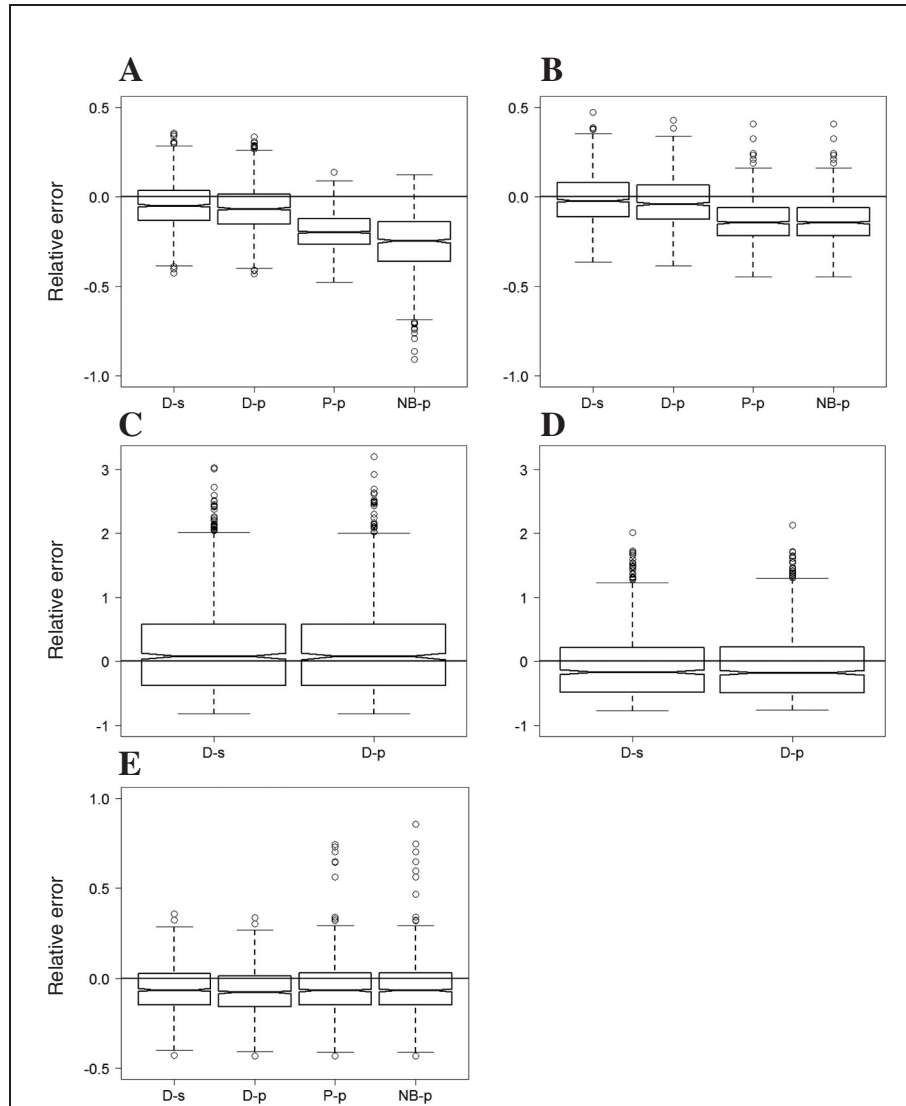 A
B
0.5
0.0
-0.5
-1.0
Relative error
D-s D-p P-p NB-p
0.5
0.0
-0.5
-1.0
D-s D-p P-p NB-p
C
D
3
2
1
0
-1
Relative error
D-s D-p
3
2
1
0
-1
D-s D-p
E
1.0
0.5
0.0
-0.5
Relative error
D-s D-p P-p NB-p